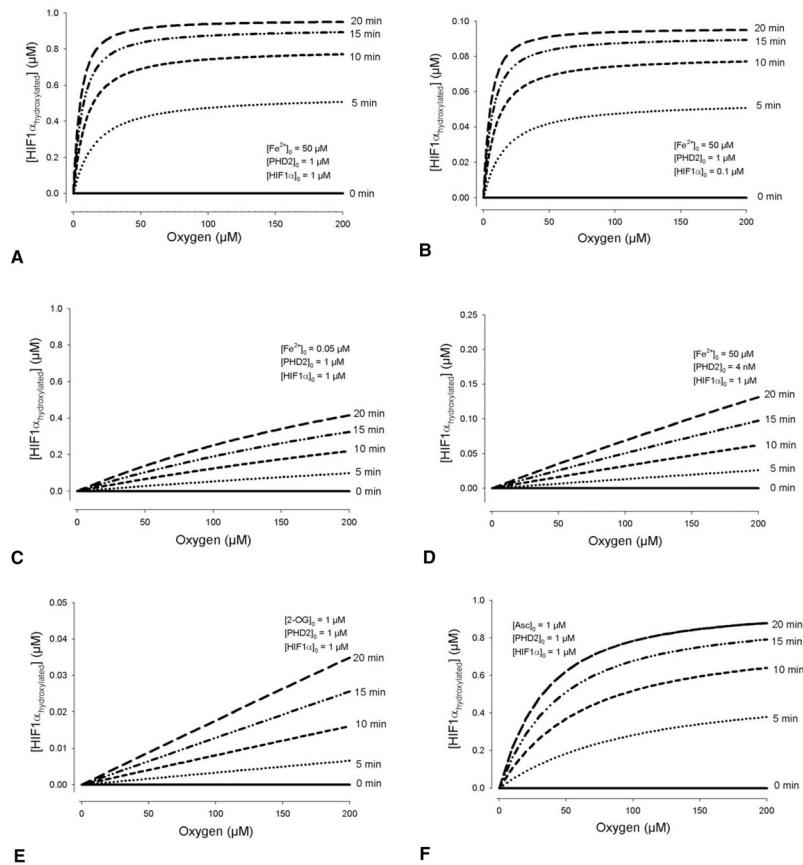 [HIF1α hydroxylated] (µM)
1.0
0.8
0.6
0.4
0.2
0.0
20 min
15 min
10 min
5 min
0 min
[Fe²⁺]₀ = 50 µM
[PHD2]₀ = 1 µM
[HIF1α]₀ = 1 µM
0 50 100 150 200
Oxygen (µM)
A
[HIF1α hydroxylated] (µM)
0.10
0.08
0.06
0.04
0.02
0.00
20 min
15 min
10 min
5 min
0 min
[Fe²⁺]₀ = 50 µM
[PHD2]₀ = 1 µM
[HIF1α]₀ = 0.1 µM
0 50 100 150 200
Oxygen (µM)
B
[HIF1α hydroxylated] (µM)
1.0
0.8
0.6
0.4
0.2
0.0
[Fe²⁺]₀ = 0.05 µM
[PHD2]₀ = 1 µM
[HIF1α]₀ = 1 µM
20 min
15 min
10 min
5 min
0 min
0 50 100 150 200
Oxygen (µM)
C
[HIF1α hydroxylated] (µM)
0.25
0.20
0.15
0.10
0.05
0.00
[Fe²⁺]₀ = 50 µM
[PHD2]₀ = 4 nM
[HIF1α]₀ = 1 µM
20 min
15 min
10 min
5 min
0 min
0 50 100 150 200
Oxygen (µM)
D
[HIF1α hydroxylated] (µM)
0.05
0.04
0.03
0.02
0.01
0.00
[2-OG]₀ = 1 µM
[PHD2]₀ = 1 µM
[HIF1α]₀ = 1 µM
20 min
15 min
10 min
5 min
0 min
0 50 100 150 200
Oxygen (µM)
E
[HIF1α hydroxylated] (µM)
1.0
0.8
0.6
0.4
0.2
0.0
[Asc]₀ = 1 µM
[PHD2]₀ = 1 µM
[HIF1α]₀ = 1 µM
20 min
15 min
10 min
5 min
0 min
0 50 100 150 200
Oxygen (µM)
F